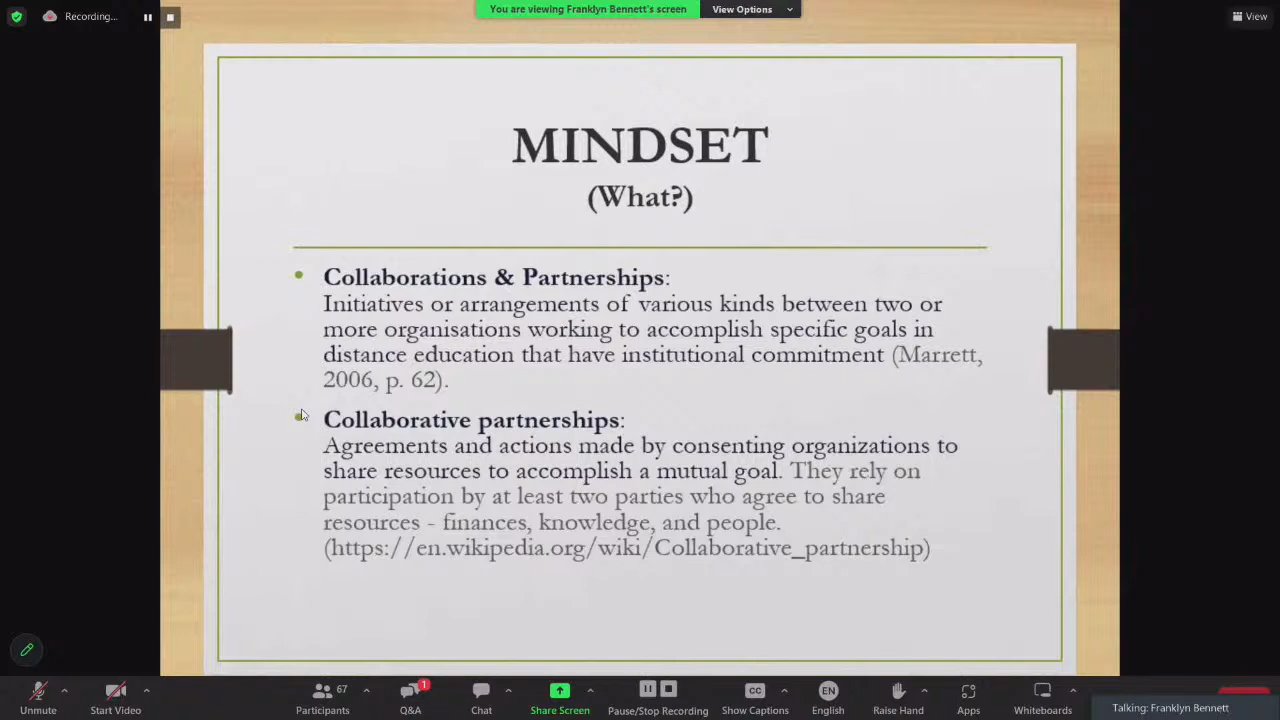 Recording...
You are viewing Franklyn Bennett's screen
View Options
View
MINDSET
(What?)
Collaborations & Partnerships:
Initiatives or arrangements of various kinds between two or
more organisations working to accomplish specific goals in
distance education that have institutional commitment (Marrett,
2006, p. 62).
Collaborative partnerships:
Agreements and actions made by consenting organizations to
share resources to accomplish a mutual goal. They rely on
participation by at least two parties who agree to share
resources - finances, knowledge, and people.
(https://en.wikipedia.org/wiki/Collaborative_partnership)
67
1
CC
EN
Unmute
Start Video
Participants
Q&A
Chat
Share Screen
Pause/Stop Recording
Show Captions
English
Raise Hand
Apps
Whiteboards
Talking: Franklyn Bennett